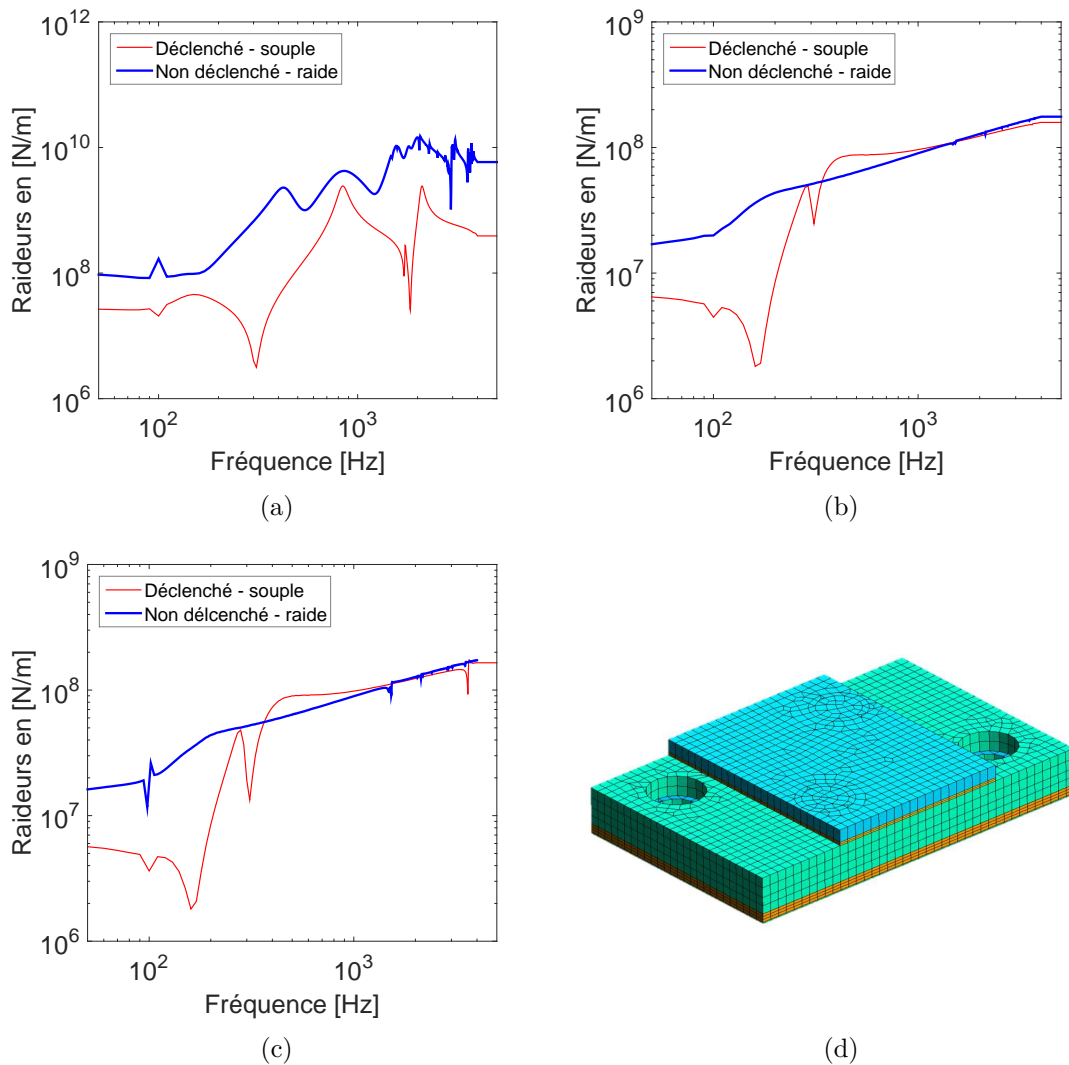 10^12
10^10
10^8
10^6
Raideurs en [N/m]
Déclenché - souple
Non déclenché - raide
10^2
10^3
Fréquence [Hz]
(a)
10^9
10^8
10^7
10^6
Raideurs en [N/m]
Déclenché - souple
Non déclenché - raide
10^2
10^3
Fréquence [Hz]
(b)
10^9
10^8
10^7
10^6
Raideurs en [N/m]
Déclenché - souple
Non délcenché - raide
10^2
10^3
Fréquence [Hz]
(c)
(d)